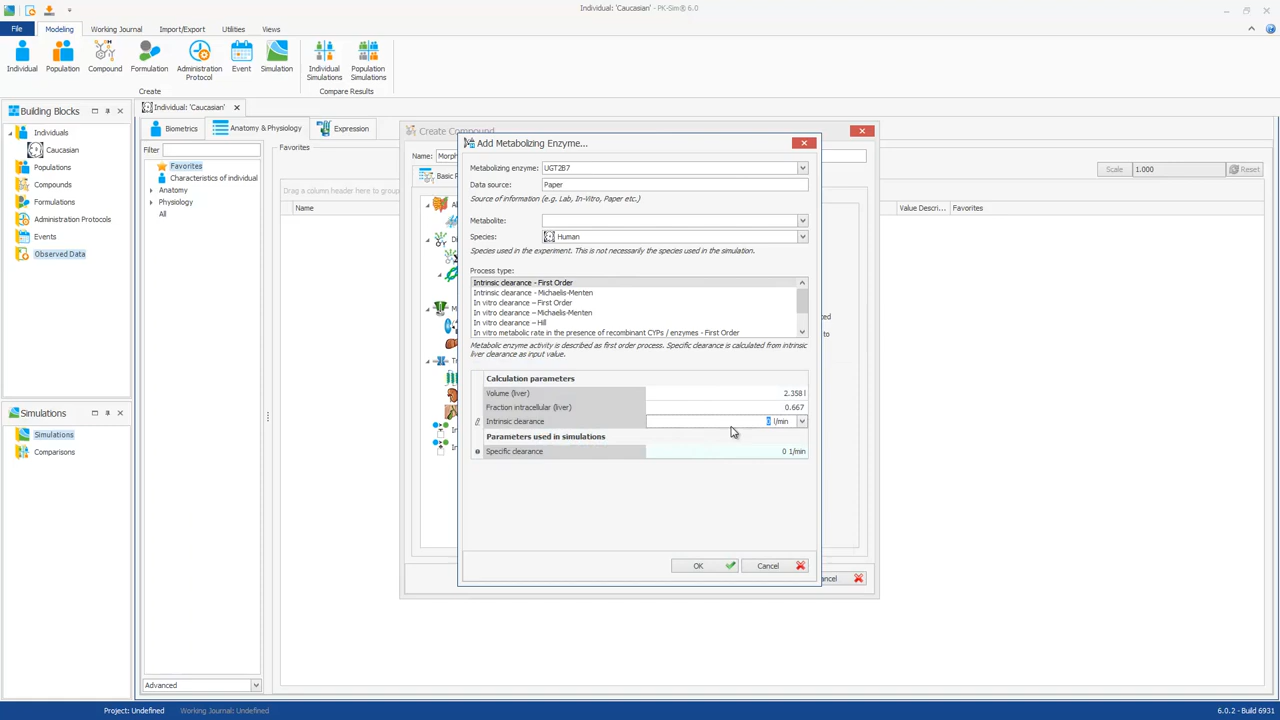 Individual: 'Caucasian' - PK-Sim® 6.0
File Modeling Working Journal Import/Export Utilities Views
Individual Population Compound Formulation Administration Protocol Event Simulation Individual Simulations Population Simulations
Create Compare Results
Building Blocks
Individuals
Caucasian
Populations
Compounds
Formulations
Administration Protocols
Events
Observed Data
Simulations
Simulations
Comparisons
Individual: 'Caucasian'
Biometrics Anatomy & Physiology Expression
Filter
Favorites
Characteristics of individual
Anatomy
Physiology
All
Advanced
Favorites
Drag a column header here to group
Name
Scale 1.000 Reset
Value Descri... Favorites
Create Compound
Name: Morph
Add Metabolizing Enzyme...
Metabolizing enzyme: UGT2B7
Data source: Paper
Source of information (e.g. Lab, In-Vitro, Paper etc.)
Metabolite:
Species: Human
Species used in the experiment. This is not necessarily the species used in the simulation.
Process type:
Intrinsic clearance - First Order
Intrinsic clearance - Michaelis-Menten
In vitro clearance – First Order
In vitro clearance – Michaelis-Menten
In vitro clearance – Hill
In vitro metabolic rate in the presence of recombinant CYPs / enzymes - First Order
Metabolic enzyme activity is described as first order process. Specific clearance is calculated from intrinsic
liver clearance as input value.
Calculation parameters
Volume (liver) 2.358 l
Fraction intracellular (liver) 0.667
Intrinsic clearance 0 l/min
Parameters used in simulations
Specific clearance 0 1/min
OK Cancel
Project: Undefined Working Journal: Undefined 6.0.2 - Build 6931